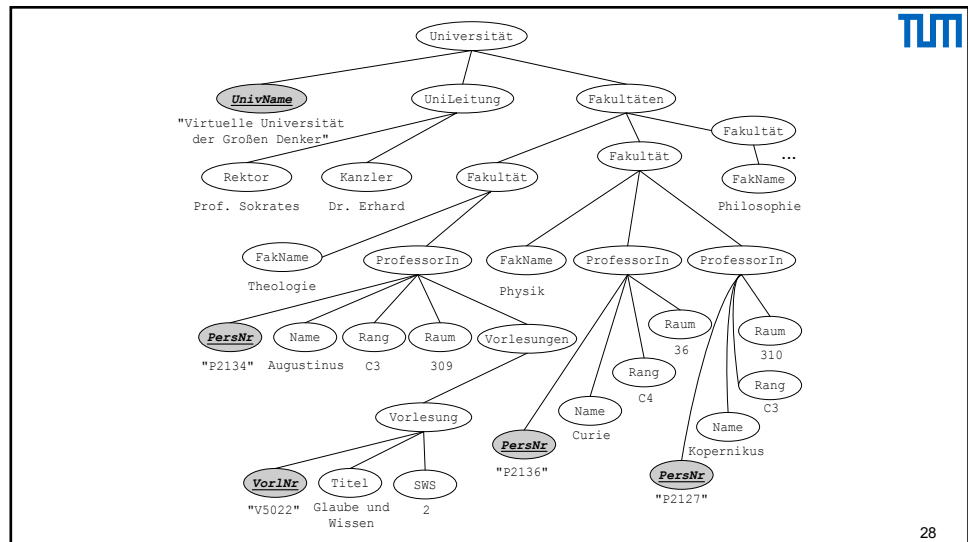 TUM
Universität
UnivName
UniLeitung
Fakultäten
"Virtuelle Universität
der Großen Denker"
Fakultät
...
Rektor
Kanzler
Fakultät
Fakultät
FakName
Prof. Sokrates
Dr. Erhard
Philosophie
FakName
ProfessorIn
FakName
ProfessorIn
ProfessorIn
Theologie
Physik
PersNr
Name
Rang
Raum
Vorlesungen
Raum
Raum
"P2134"
Augustinus
C3
309
36
310
Rang
Rang
C4
C3
Vorlesung
Name
Name
Curie
Kopernikus
PersNr
PersNr
"P2136"
"P2127"
VorlNr
Titel
SWS
"V5022"
Glaube und
Wissen
2
28